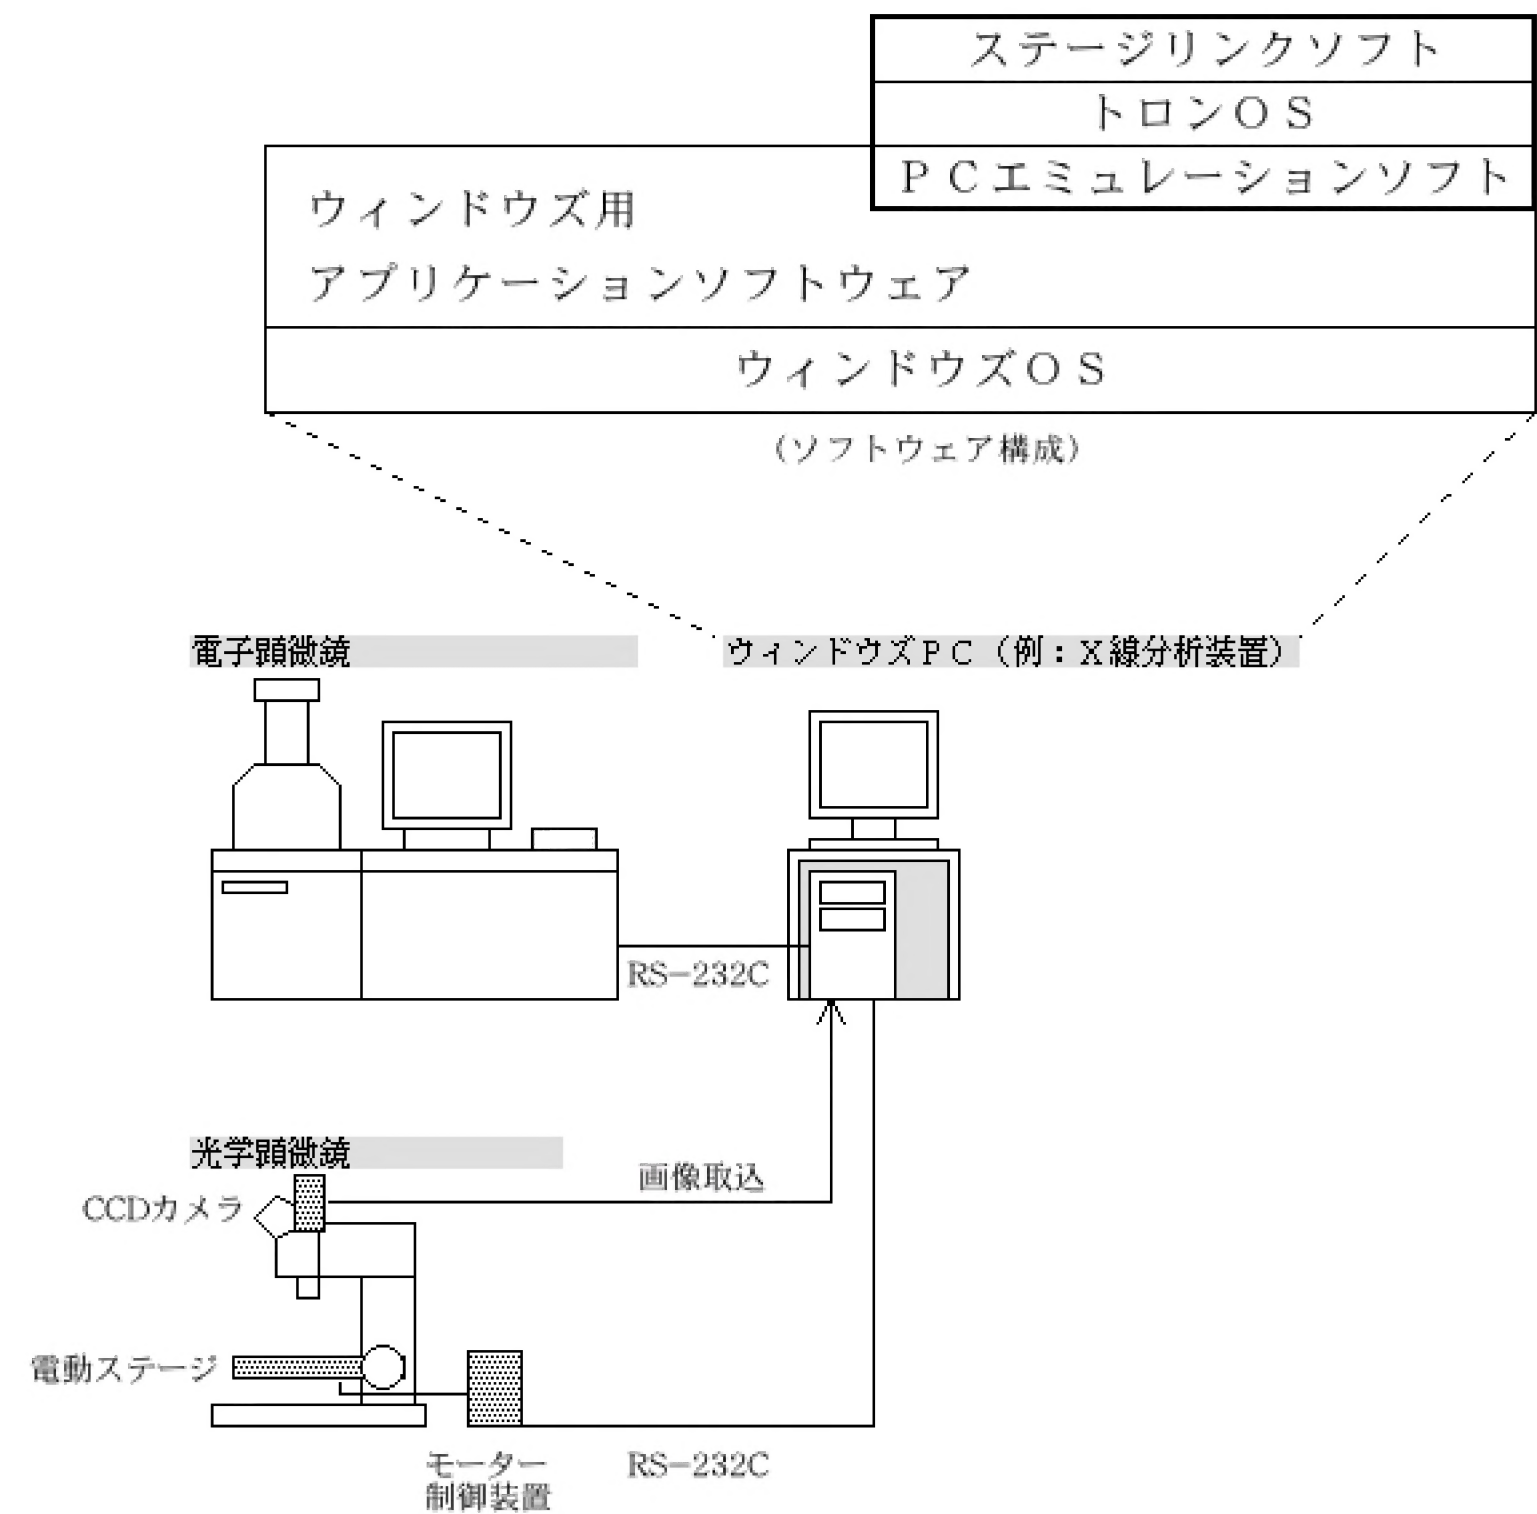 ステージリンクソフト
トロンＯＳ
ＰＣエミュレーションソフト
ウィンドウズ用
アプリケーションソフトウェア
ウィンドウズＯＳ
(ソフトウェア構成)
電子顕微鏡
ウィンドウズＰＣ（例：Ｘ線分析装置）
RS−232C
光学顕微鏡
画像取込
CCDカメラ
電動ステージ
モーター
制御装置
RS−232C